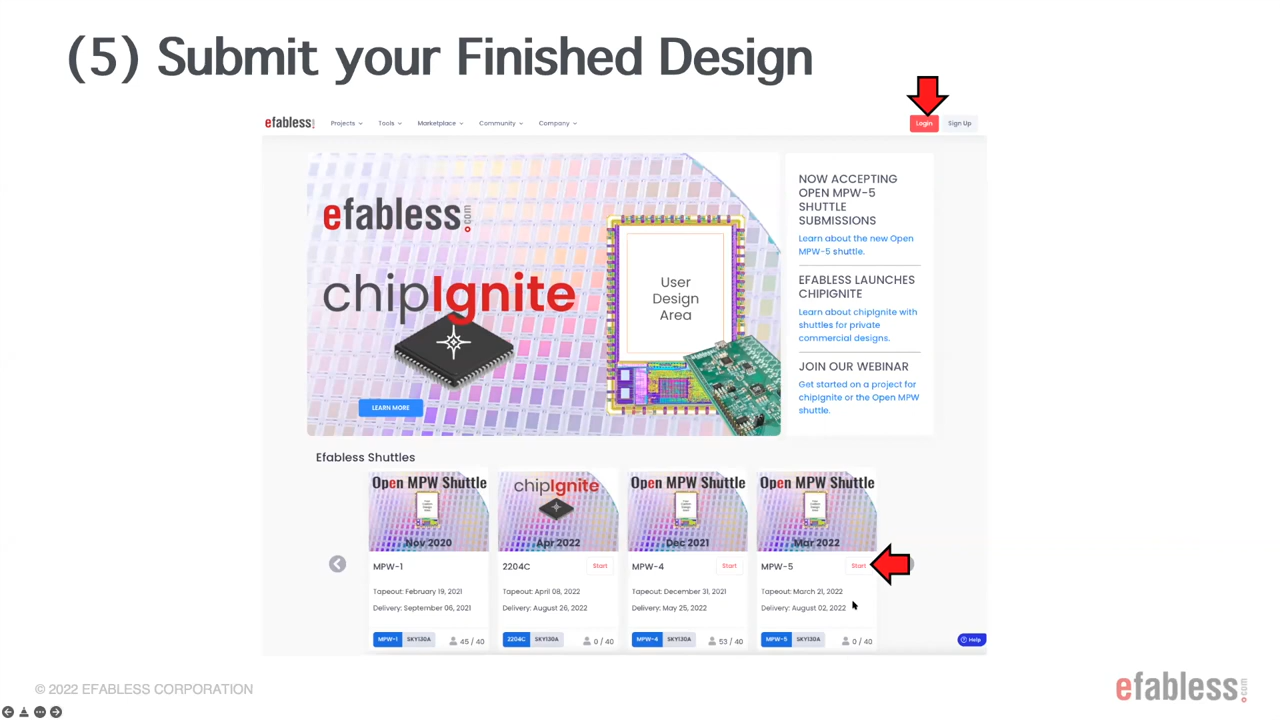 (5) Submit your Finished Design
efabless.com
Projects
Tools
Marketplace
Community
Company
Login
Sign Up
efabless.com
chipIgnite
LEARN MORE
User
Design
Area
NOW ACCEPTING
OPEN MPW-5
SHUTTLE
SUBMISSIONS
Learn about the new Open
MPW-5 shuttle.
EFABLESS LAUNCHES
CHIPIGNITE
Learn about chipIgnite with
shuttles for private
commercial designs.
JOIN OUR WEBINAR
Get started on a project for
chipIgnite or the Open MPW
shuttle.
Efabless Shuttles
Open MPW Shuttle
Nov 2020
MPW-1
Tapeout: February 19, 2021
Delivery: September 06, 2021
MPW-1 SKY130A 45 / 40
chipIgnite
Apr 2022
2204C Start
Tapeout: April 08, 2022
Delivery: August 26, 2022
2204C SKY130A 0 / 40
Open MPW Shuttle
Dec 2021
MPW-4 Start
Tapeout: December 31, 2021
Delivery: May 25, 2022
MPW-4 SKY130A 53 / 40
Open MPW Shuttle
Mar 2022
MPW-5 Start
Tapeout: March 21, 2022
Delivery: August 02, 2022
MPW-5 SKY130A 0 / 40
Help
© 2022 EFABLESS CORPORATION
efabless.com